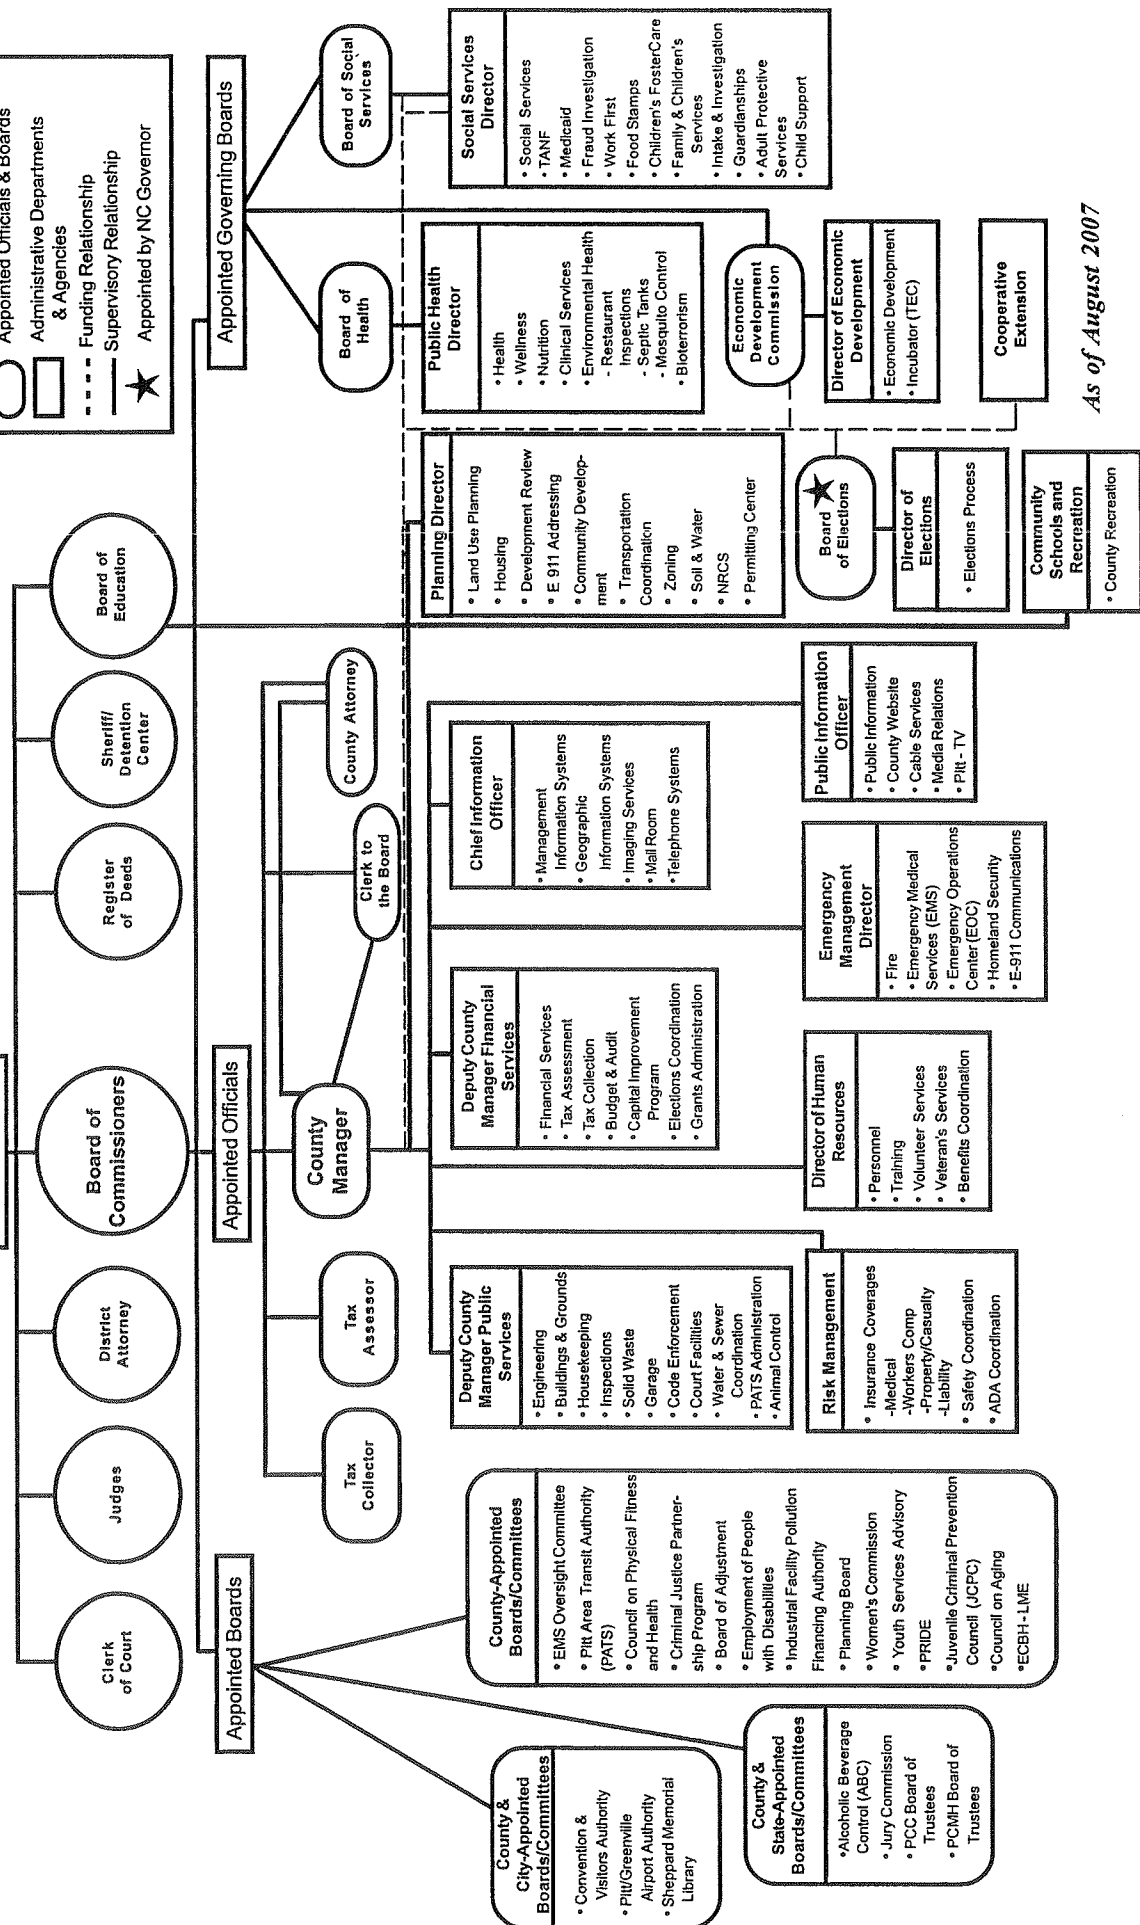 Appointed Officials & Boards
Administrative Departments
& Agencies
Funding Relationship
Supervisory Relationship
Appointed by NC Governor
Clerk
of Court
Judges
District
Attorney
Board of
Commissioners
Register
of Deeds
Sheriff/
Detention
Center
Board of
Education
Appointed Boards
Appointed Officials
Appointed Governing Boards
Tax
Collector
Tax
Assessor
County
Manager
Clerk to
the Board
County Attorney
Board of
Health
Board of Social
Services
County &
City-Appointed
Boards/Committees
• Convention &
Visitors Authority
• Pitt/Greenville
Airport Authority
• Sheppard Memorial
Library
County &
State-Appointed
Boards/Committees
•Alcoholic Beverage
Control (ABC)
• Jury Commission
• PCC Board of
Trustees
• PCMH Board of
Trustees
County-Appointed
Boards/Committees
• EMS Oversight Committee
• Pitt Area Transit Authority
(PATS)
• Council on Physical Fitness
and Health
• Criminal Justice Partner-
ship Program
• Board of Adjustment
• Employment of People
with Disabilities
• Industrial Facility Pollution
Financing Authority
• Planning Board
• Women's Commission
• Youth Services Advisory
•PRIDE
•Juvenile Criminal Prevention
Council (JCPC)
•Council on Aging
•ECBH - LME
Deputy County
Manager Public
Services
• Engineering
• Buildings & Grounds
• Housekeeping
• Inspections
• Solid Waste
• Garage
• Code Enforcement
• Court Facilities
• Water & Sewer
Coordination
• PATS Administration
• Animal Control
Risk Management
• Insurance Coverages
-Medical
-Workers Comp
-Property/Casualty
-Liability
• Safety Coordination
• ADA Coordination
Deputy County
Manager Financial
Services
• Financial Services
• Tax Assessment
• Tax Collection
• Budget & Audit
• Capital Improvement
Program
• Elections Coordination
• Grants Administration
Director of Human
Resources
• Personnel
• Training
• Volunteer Services
• Veteran's Services
• Benefits Coordination
Chief Information
Officer
• Management
Information Systems
• Geographic
Information Systems
• Imaging Services
• Mail Room
•Telephone Systems
Emergency
Management
Director
• Fire
• Emergency Medical
Services (EMS)
• Emergency Operations
Center (EOC)
• Homeland Security
• E-911 Communications
Public Information
Officer
• Public Information
• County Website
• Cable Services
• Media Relations
• Pitt - TV
Planning Director
• Land Use Planning
• Housing
• Development Review
• E 911 Addressing
• Community Develop-
ment
• Transportation
Coordination
• Zoning
• Soil & Water
• NRCS
• Permitting Center
Board
of Elections
Director of
Elections
• Elections Process
Community
Schools and
Recreation
• County Recreation
Public Health
Director
• Health
• Wellness
• Nutrition
• Clinical Services
• Environmental Health
- Restaurant
Inspections
- Septic Tanks
- Mosquito Control
• Bioterrorism
Economic
Development
Commission
Director of Economic
Development
• Economic Development
• Incubator (TEC)
Cooperative
Extension
Social Services
Director
• Social Services
• TANF
• Medicaid
• Fraud Investigation
• Work First
• Food Stamps
• Children's FosterCare
• Family & Children's
Services
• Intake & Investigation
• Guardianships
• Adult Protective
Services
• Child Support
As of August 2007